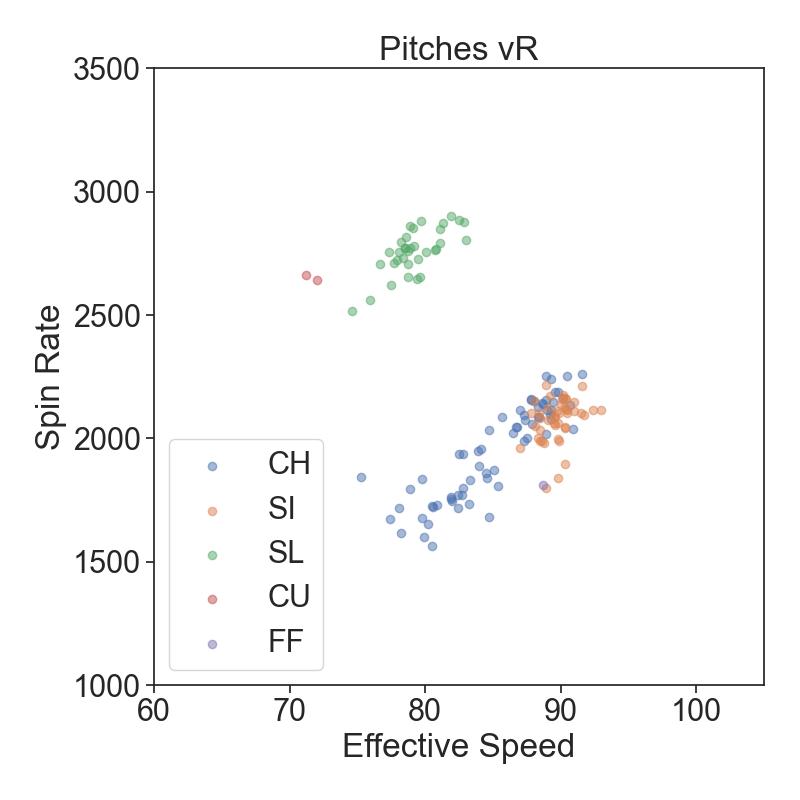 Pitches vR
3500
3000
2500
2000
1500
1000
Spin Rate
CH
SI
SL
CU
FF
60 70 80 90 100
Effective Speed